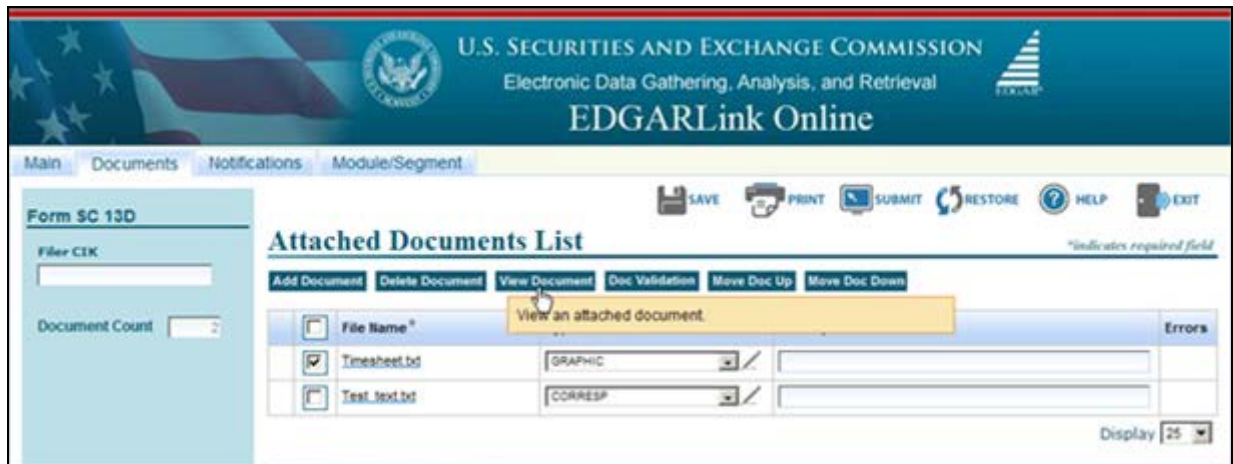 U.S. SECURITIES AND EXCHANGE COMMISSION
Electronic Data Gathering, Analysis, and Retrieval
EDGAR
EDGARLink Online
Main Documents Notifications Module/Segment
SAVE PRINT SUBMIT RESTORE HELP EXIT
Form SC 13D
Attached Documents List
*indicates required field
Filer CIK
Add Document Delete Document View Document Doc Validation Move Doc Up Move Doc Down
View an attached document.
Document Count 2
File Name* Errors
Timesheet.txt GRAPHIC
Test_text.txt CORRESP
Display 25